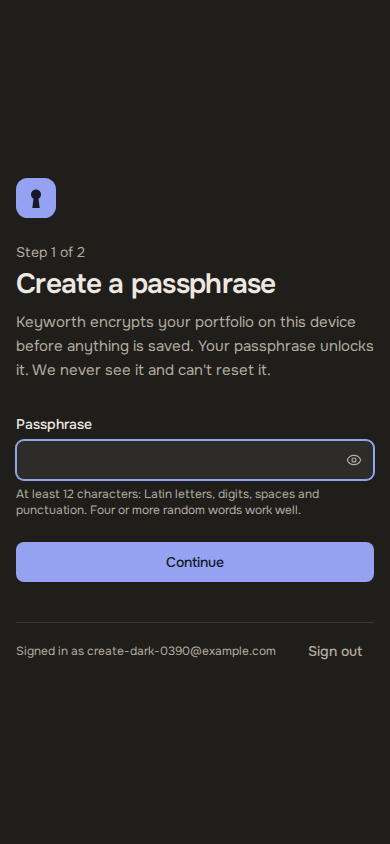 Step 1 of 2
Create a passphrase
Keyworth encrypts your portfolio on this device
before anything is saved. Your passphrase unlocks
it. We never see it and can't reset it.
Passphrase
At least 12 characters: Latin letters, digits, spaces and
punctuation. Four or more random words work well.
Continue
Signed in as create-dark-0390@example.com Sign out